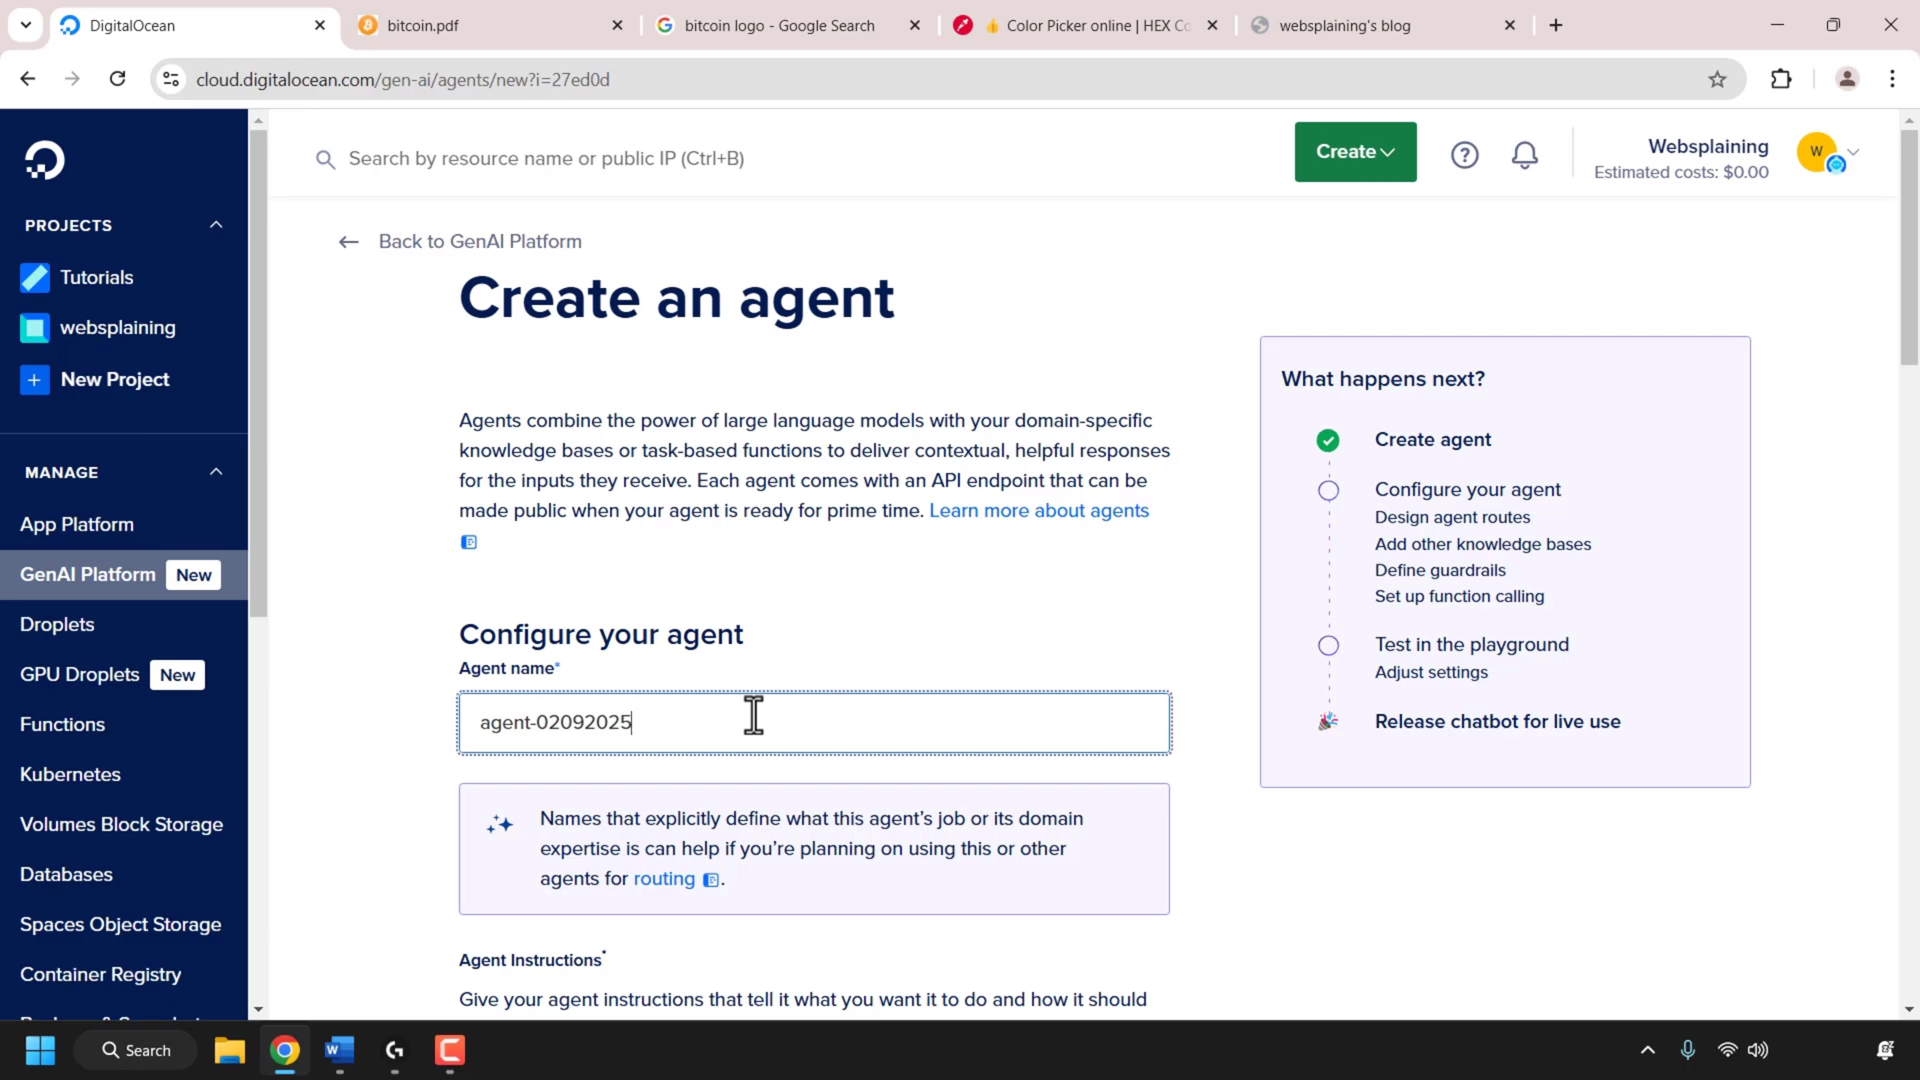 DigitalOcean
bitcoin.pdf
bitcoin logo - Google Search
Color Picker online | HEX Co
websplaining's blog
cloud.digitalocean.com/gen-ai/agents/new?i=27ed0d
Search by resource name or public IP (Ctrl+B)
Create
Websplaining
Estimated costs: $0.00
W
PROJECTS
Tutorials
websplaining
New Project
MANAGE
App Platform
GenAI Platform New
Droplets
GPU Droplets New
Functions
Kubernetes
Volumes Block Storage
Databases
Spaces Object Storage
Container Registry
Back to GenAI Platform
Create an agent
Agents combine the power of large language models with your domain-specific
knowledge bases or task-based functions to deliver contextual, helpful responses
for the inputs they receive. Each agent comes with an API endpoint that can be
made public when your agent is ready for prime time. Learn more about agents
Configure your agent
Agent name*
agent-02092025
Names that explicitly define what this agent's job or its domain
expertise is can help if you're planning on using this or other
agents for routing .
Agent Instructions*
Give your agent instructions that tell it what you want it to do and how it should
What happens next?
Create agent
Configure your agent
Design agent routes
Add other knowledge bases
Define guardrails
Set up function calling
Test in the playground
Adjust settings
Release chatbot for live use
Search